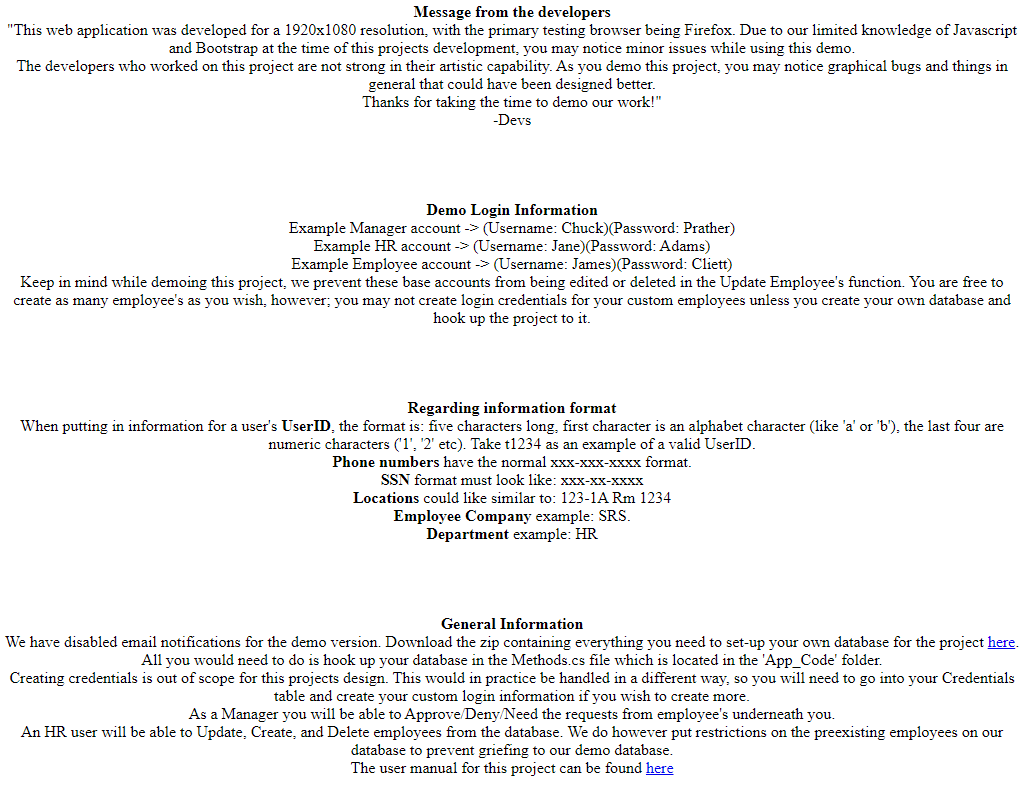 Message from the developers
"This web application was developed for a 1920x1080 resolution, with the primary testing browser being Firefox. Due to our limited knowledge of Javascript
and Bootstrap at the time of this projects development, you may notice minor issues while using this demo.
The developers who worked on this project are not strong in their artistic capability. As you demo this project, you may notice graphical bugs and things in
general that could have been designed better.
Thanks for taking the time to demo our work!"
-Devs
Demo Login Information
Example Manager account -> (Username: Chuck)(Password: Prather)
Example HR account -> (Username: Jane)(Password: Adams)
Example Employee account -> (Username: James)(Password: Cliett)
Keep in mind while demoing this project, we prevent these base accounts from being edited or deleted in the Update Employee's function. You are free to
create as many employee's as you wish, however; you may not create login credentials for your custom employees unless you create your own database and
hook up the project to it.
Regarding information format
When putting in information for a user's UserID, the format is: five characters long, first character is an alphabet character (like 'a' or 'b'), the last four are
numeric characters ('1', '2' etc). Take t1234 as an example of a valid UserID.
Phone numbers have the normal xxx-xxx-xxxx format.
SSN format must look like: xxx-xx-xxxx
Locations could like similar to: 123-1A Rm 1234
Employee Company example: SRS.
Department example: HR
General Information
We have disabled email notifications for the demo version. Download the zip containing everything you need to set-up your own database for the project here.
All you would need to do is hook up your database in the Methods.cs file which is located in the 'App_Code' folder.
Creating credentials is out of scope for this projects design. This would in practice be handled in a different way, so you will need to go into your Credentials
table and create your custom login information if you wish to create more.
As a Manager you will be able to Approve/Deny/Need the requests from employee's underneath you.
An HR user will be able to Update, Create, and Delete employees from the database. We do however put restrictions on the preexisting employees on our
database to prevent griefing to our demo database.
The user manual for this project can be found here